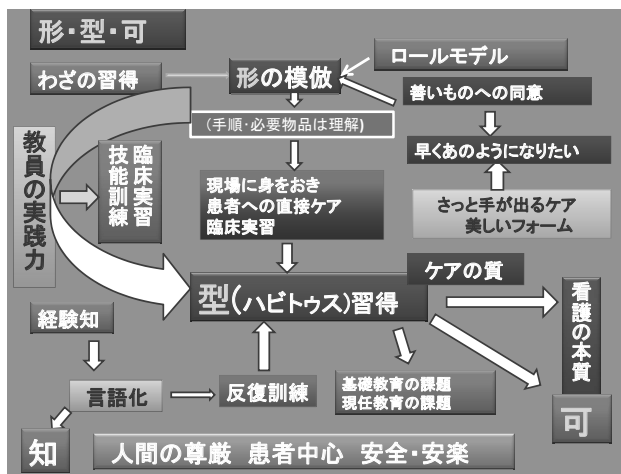 形・型・可
ロールモデル
わざの習得
形の模倣
善いものへの同意
(手順・必要物品は理解)
早くあのようになりたい
教員の実践力
臨床実習
技能訓練
現場に身をおき
患者への直接ケア
臨床実習
さっと手が出るケア
美しいフォーム
ケアの質
型(ハビトゥス)習得
看護の本質
経験知
言語化
反復訓練
基礎教育の課題
現任教育の課題
可
知
人間の尊厳 患者中心 安全・安楽